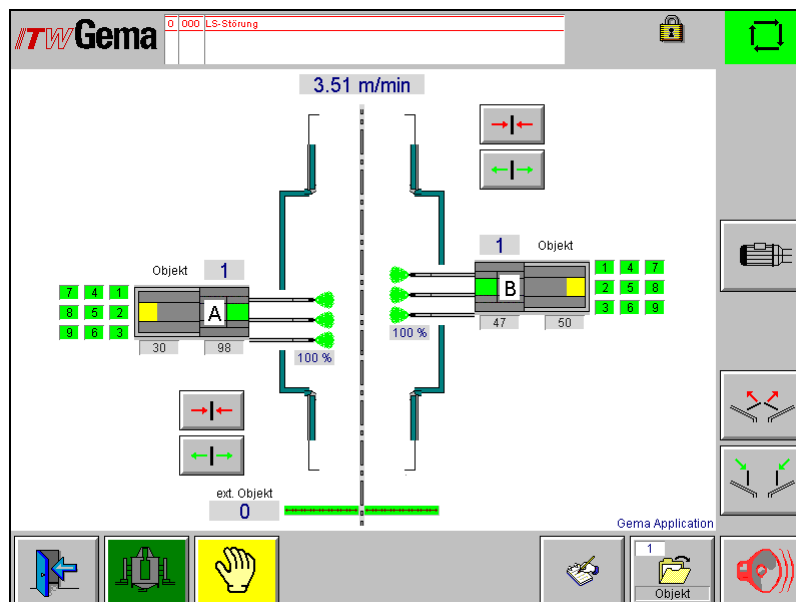 ITWGema
0 000 LS-Störung
3.51 m/min
1 Objekt
Objekt 1
7 4 1
8 5 2
9 6 3
A
30 98
100 %
B
1 4 7
2 5 8
3 6 9
47 50
100 %
ext. Objekt
0
Gema Application
1
Objekt